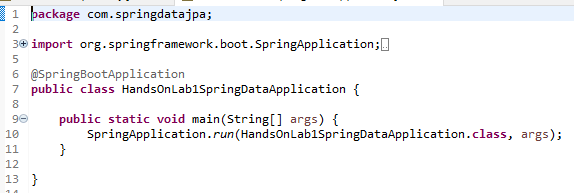 1 package com.springdatajpa;
2
3 import org.springframework.boot.SpringApplication;
5
6 @SpringBootApplication
7 public class HandsOnLab1SpringDataApplication {
8
9 public static void main(String[] args) {
10 SpringApplication.run(HandsOnLab1SpringDataApplication.class, args);
11 }
12
13 }